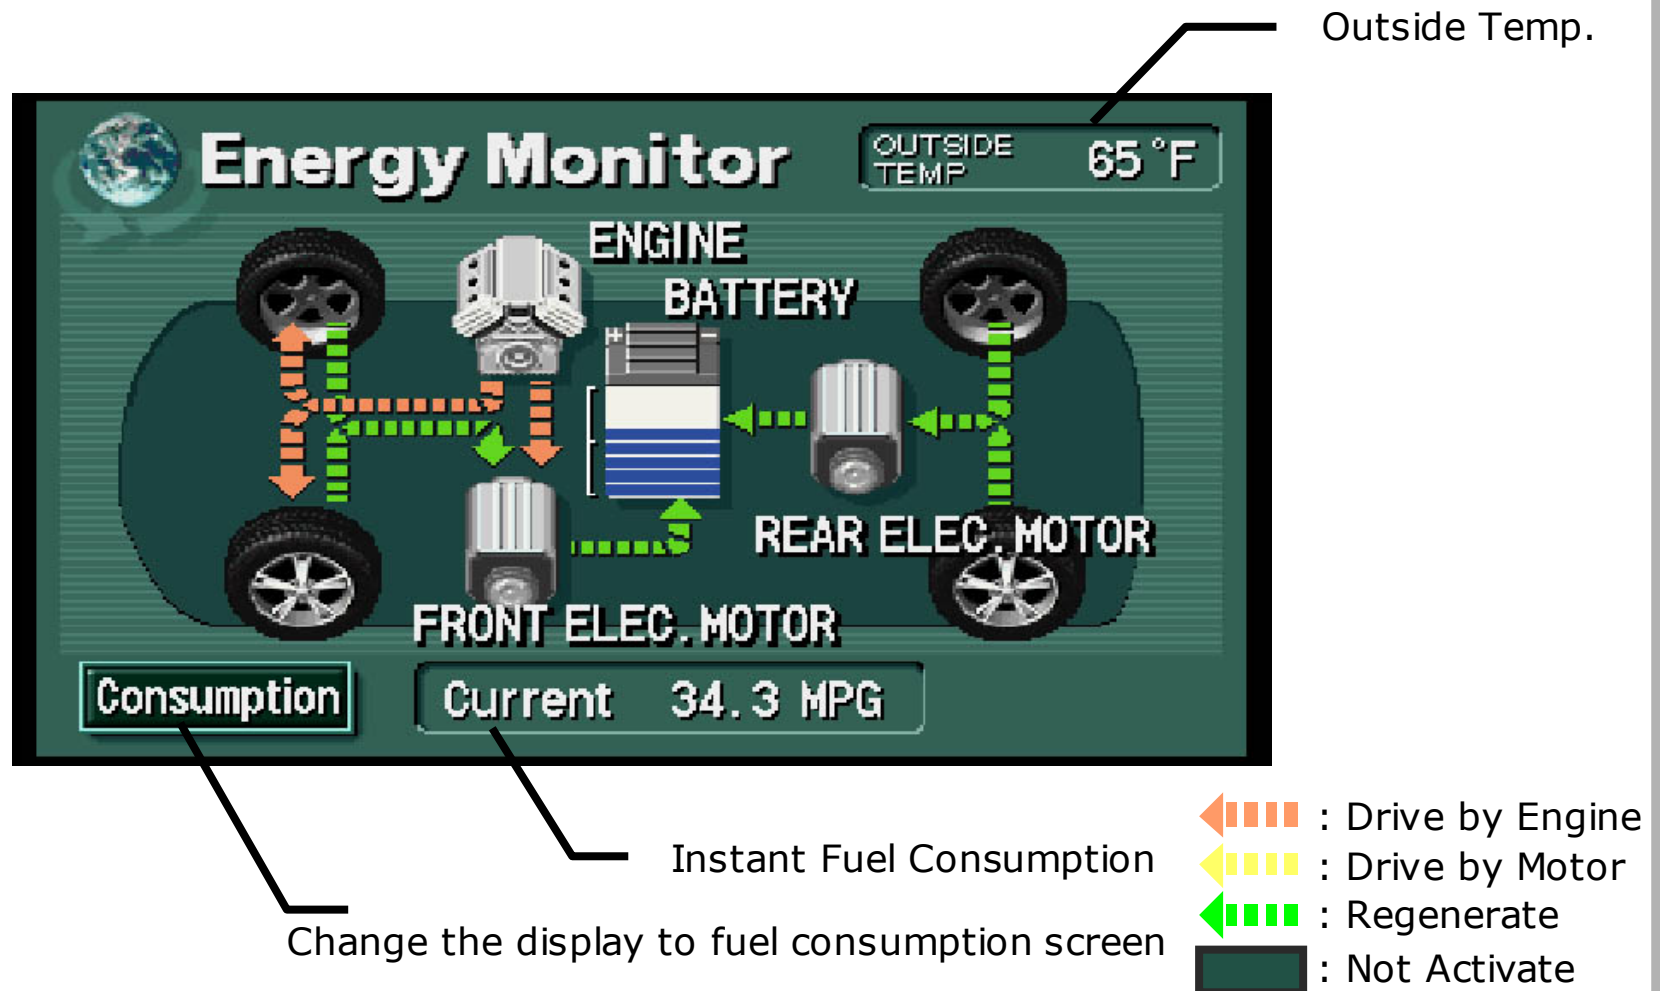 Outside Temp.
Energy Monitor
OUTSIDE
TEMP
65°F
ENGINE
BATTERY
REAR ELEC.MOTOR
FRONT ELEC.MOTOR
Consumption
Current 34.3 MPG
: Drive by Engine
Instant Fuel Consumption
: Drive by Motor
: Regenerate
Change the display to fuel consumption screen
: Not Activate